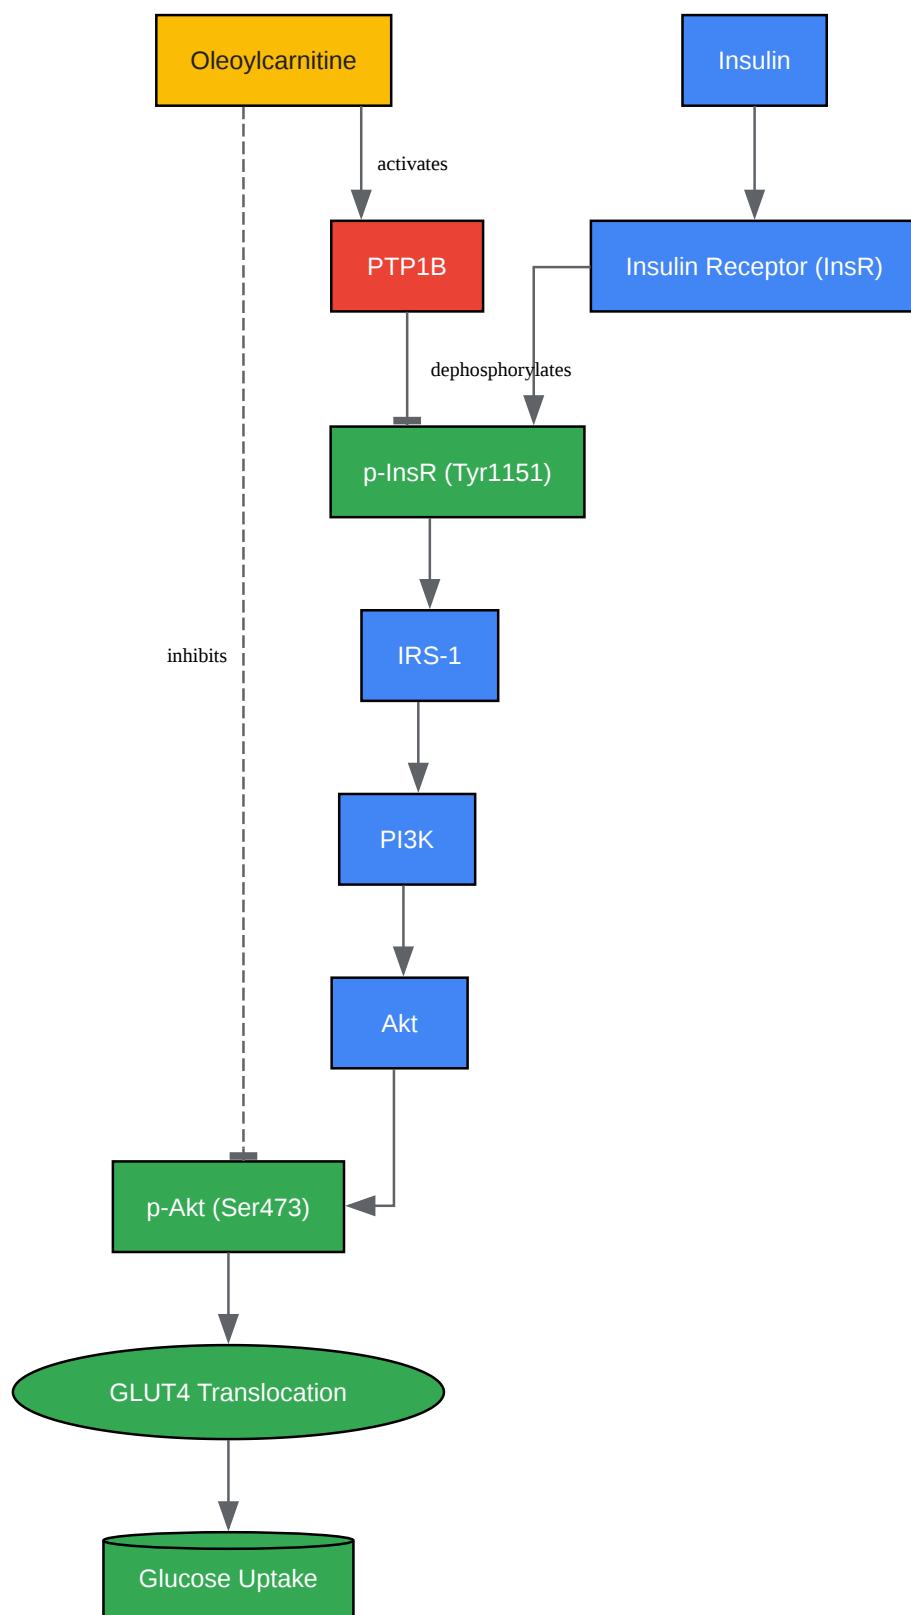 Oleoylcarnitine
Insulin
activates
PTP1B
Insulin Receptor (InsR)
dephosphorylates
p-InsR (Tyr1151)
inhibits
IRS-1
PI3K
Akt
p-Akt (Ser473)
GLUT4 Translocation
Glucose Uptake